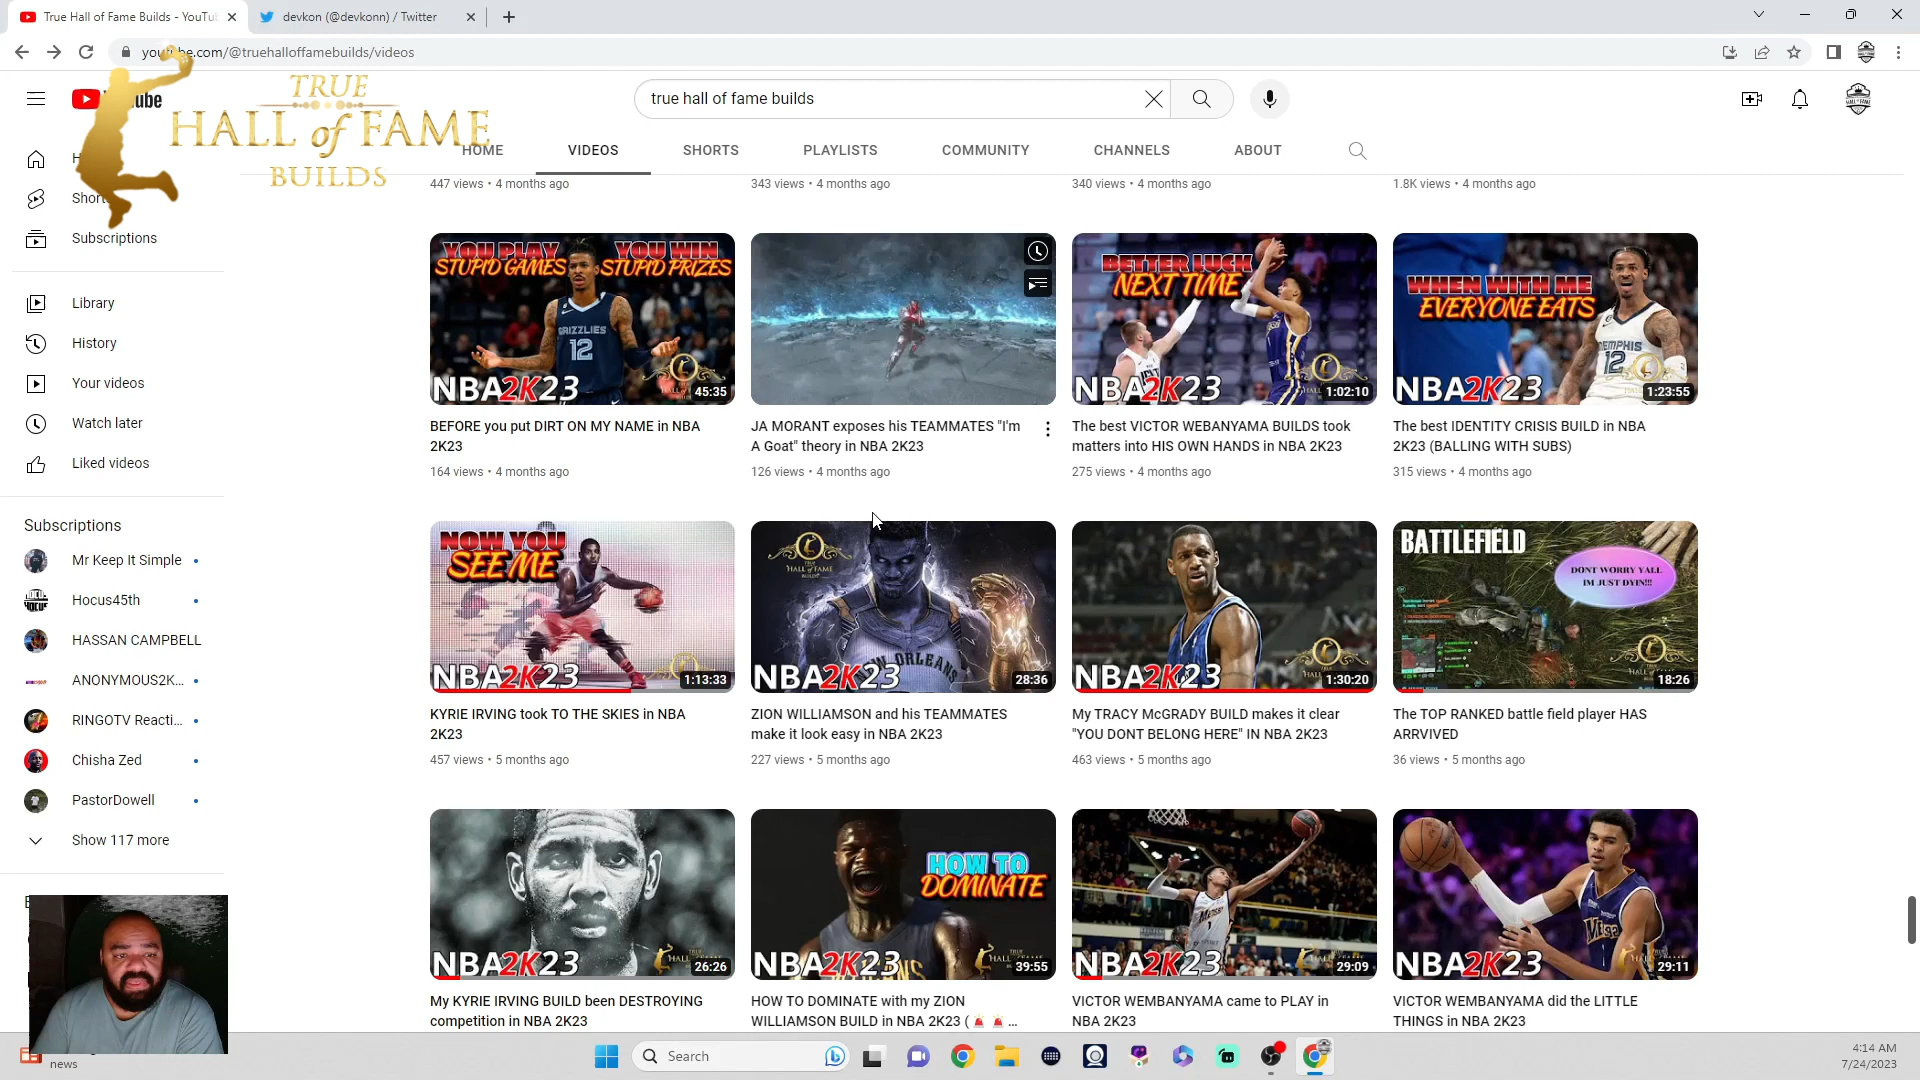 True Hall of Fame Builds - YouTu
devkon (@devkonn) / Twitter
youtube.com/@truehalloffamebuilds/videos
TRUE
HALL of FAME
BUILDS
true hall of fame builds
HOME
VIDEOS
SHORTS
PLAYLISTS
COMMUNITY
CHANNELS
ABOUT
Shorts
Subscriptions
Library
History
Your videos
Watch later
Liked videos
Subscriptions
Mr Keep It Simple
Hocus45th
HASSAN CAMPBELL
ANONYMOUS2K...
RINGOTV Reacti...
Chisha Zed
PastorDowell
Show 117 more
447 views • 4 months ago
343 views • 4 months ago
340 views • 4 months ago
1.8K views • 4 months ago
YOU PLAY YOU WIN
STUPID GAMES STUPID PRIZES
GRIZZLIES
12
NBA2K23
45:35
BETTER LUCK
NEXT TIME
NBA2K23
1:02:10
WHEN WITH ME
EVERYONE EATS
MEMPHIS
12
NBA2K23
1:23:55
BEFORE you put DIRT ON MY NAME in NBA
2K23
164 views • 4 months ago
JA MORANT exposes his TEAMMATES "I'm
A Goat" theory in NBA 2K23
126 views • 4 months ago
The best VICTOR WEBANYAMA BUILDS took
matters into HIS OWN HANDS in NBA 2K23
275 views • 4 months ago
The best IDENTITY CRISIS BUILD in NBA
2K23 (BALLING WITH SUBS)
315 views • 4 months ago
NOW YOU
SEE ME
NBA2K23
1:13:33
TRUE
HALL of FAME
BUILDS
NEW ORLEANS
NBA2K23
28:36
NBA2K23
1:30:20
BATTLEFIELD
DONT WORRY YALL
IM JUST DYIN!!!
18:26
KYRIE IRVING took TO THE SKIES in NBA
2K23
457 views • 5 months ago
ZION WILLIAMSON and his TEAMMATES
make it look easy in NBA 2K23
227 views • 5 months ago
My TRACY McGRADY BUILD makes it clear
"YOU DONT BELONG HERE" IN NBA 2K23
463 views • 5 months ago
The TOP RANKED battle field player HAS
ARRVIVED
36 views • 5 months ago
NBA2K23
26:26
HOW TO
DOMINATE
NBA2K23
39:55
NBA2K23
29:09
NBA2K23
29:11
My KYRIE IRVING BUILD been DESTROYING
competition in NBA 2K23
HOW TO DOMINATE with my ZION
WILLIAMSON BUILD in NBA 2K23 (🚨 🚨 ...
VICTOR WEMBANYAMA came to PLAY in
NBA 2K23
VICTOR WEMBANYAMA did the LITTLE
THINGS in NBA 2K23
news
Search
4:14 AM
7/24/2023